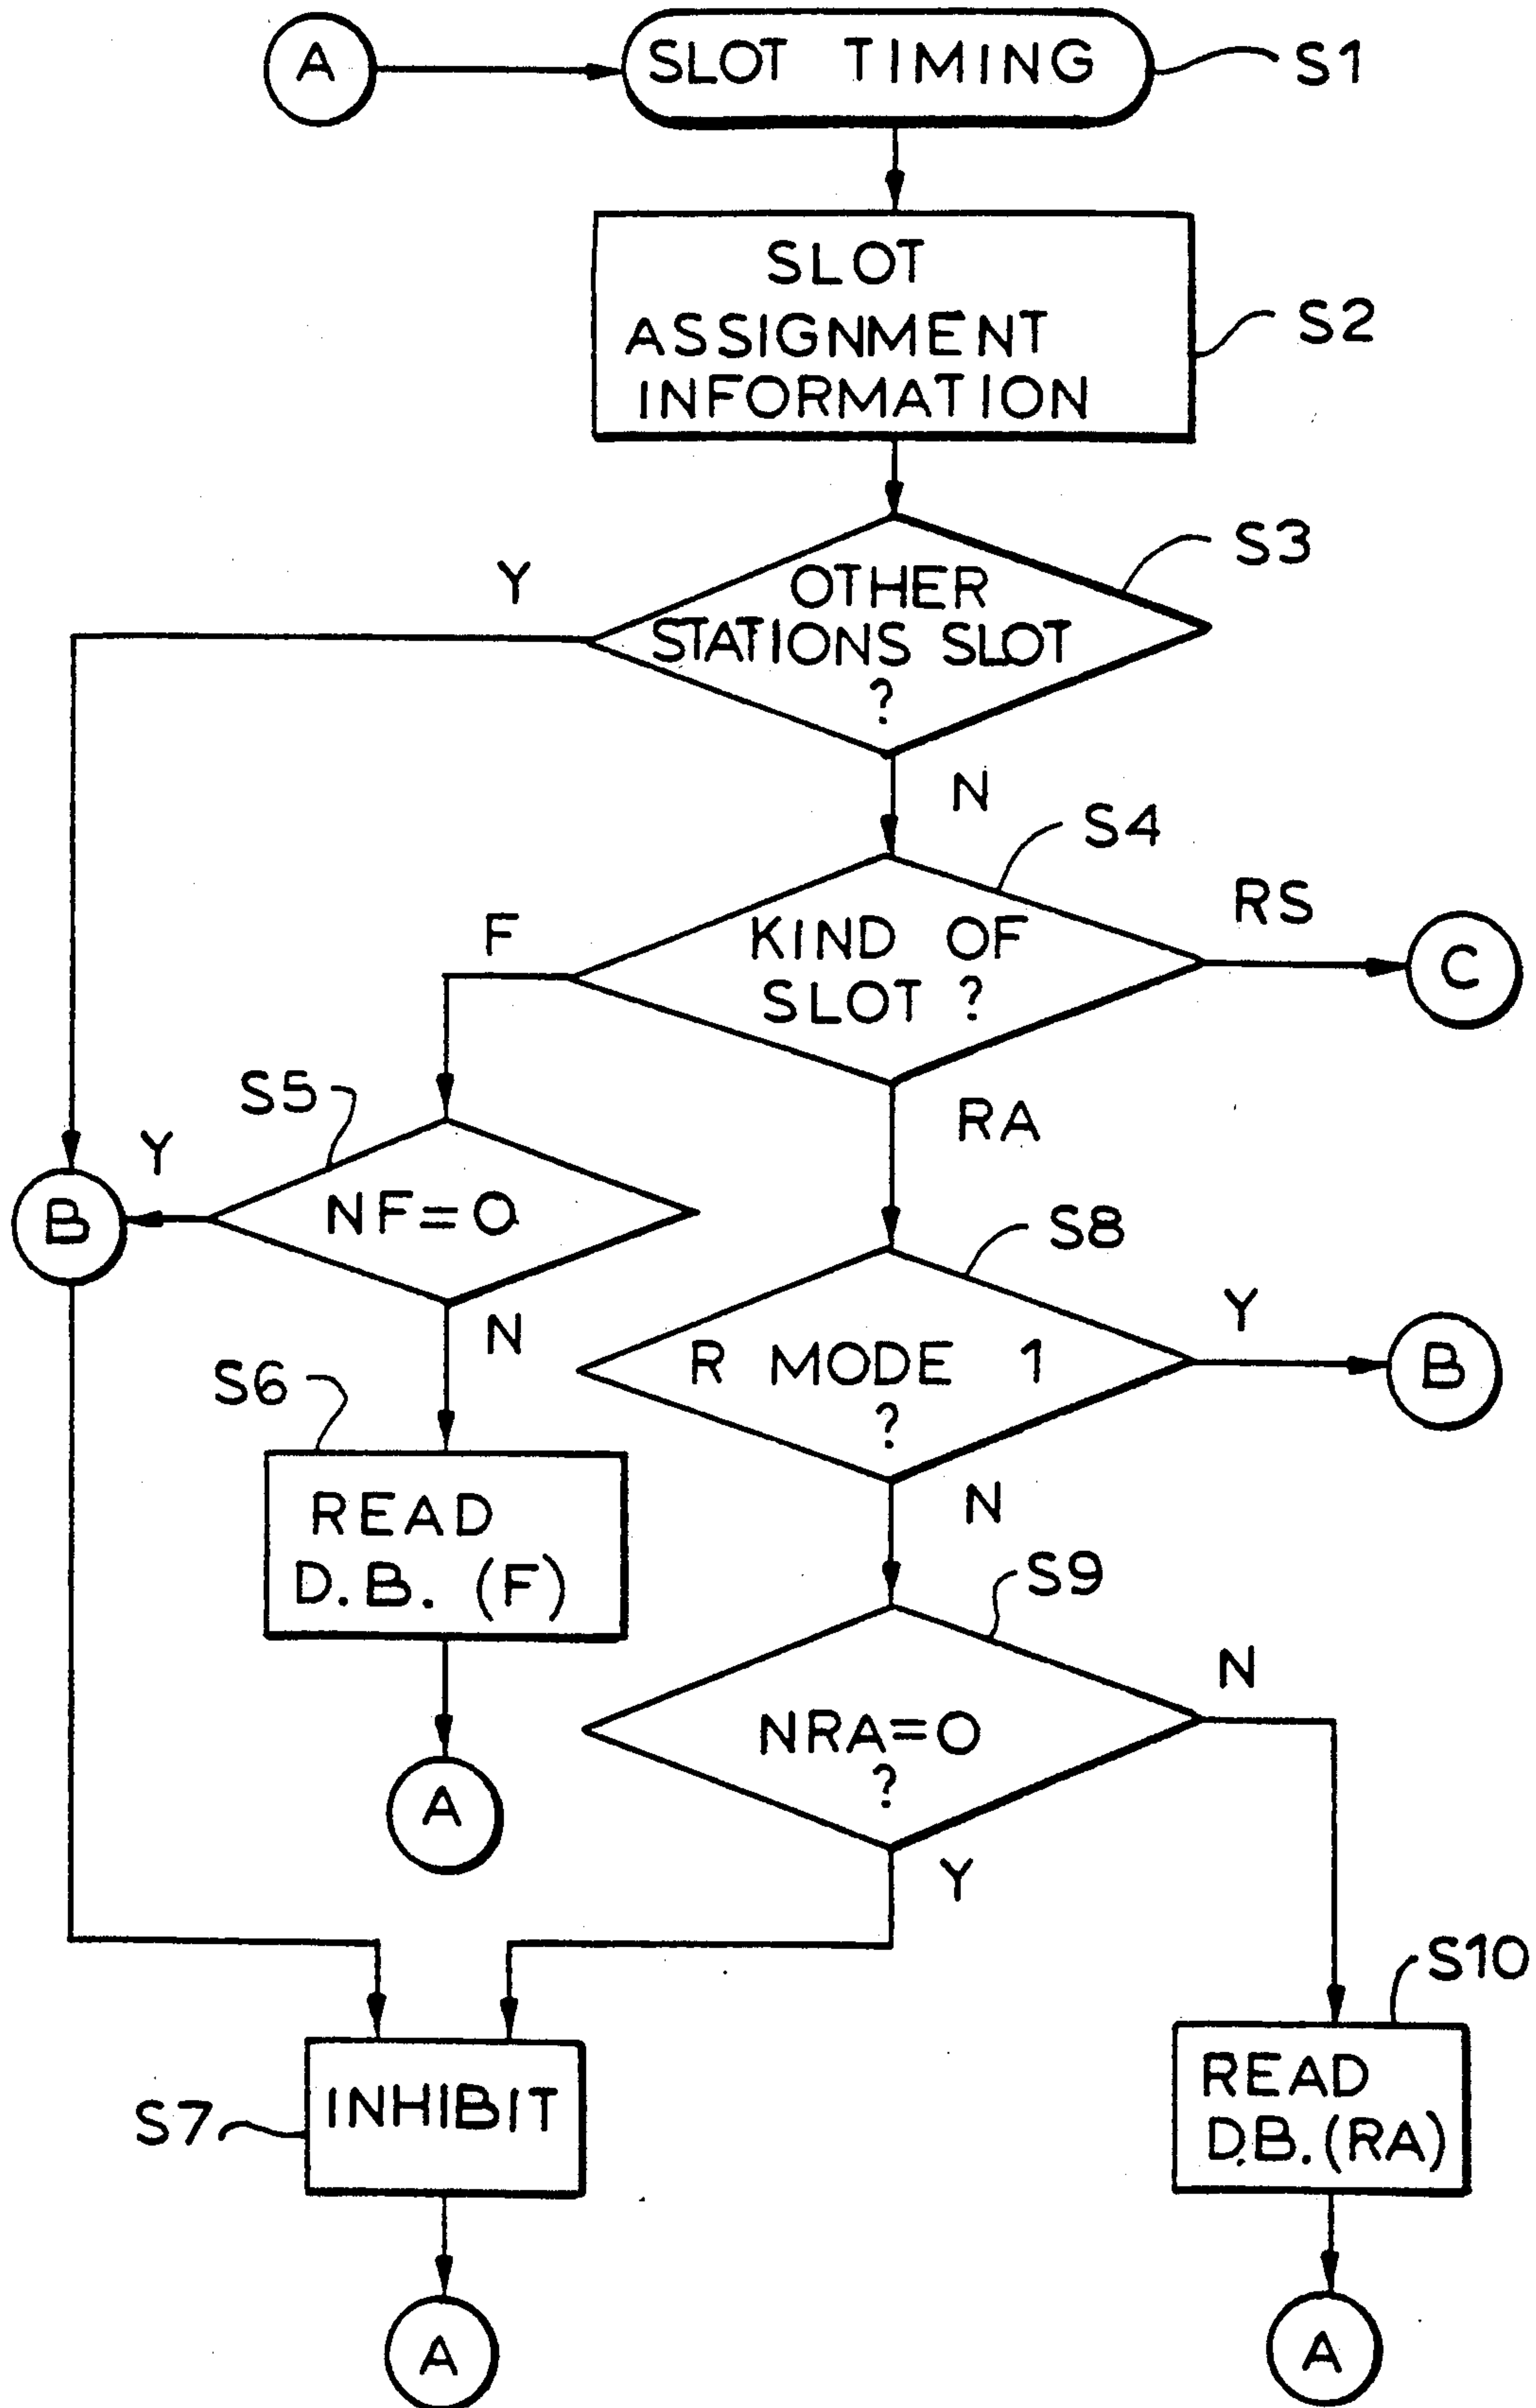 A
SLOT TIMING
S1
SLOT
ASSIGNMENT
INFORMATION
S2
S3
Y
OTHER
STATIONS SLOT
?
N
S4
F
KIND OF
SLOT ?
RS
C
S5
RA
Y
B
NF=0
S8
N
Y
R MODE 1
?
B
S6
READ
D.B. (F)
N
S9
N
NRA=0
?
A
Y
S10
S7
INHIBIT
READ
D.B. (RA)
A
A